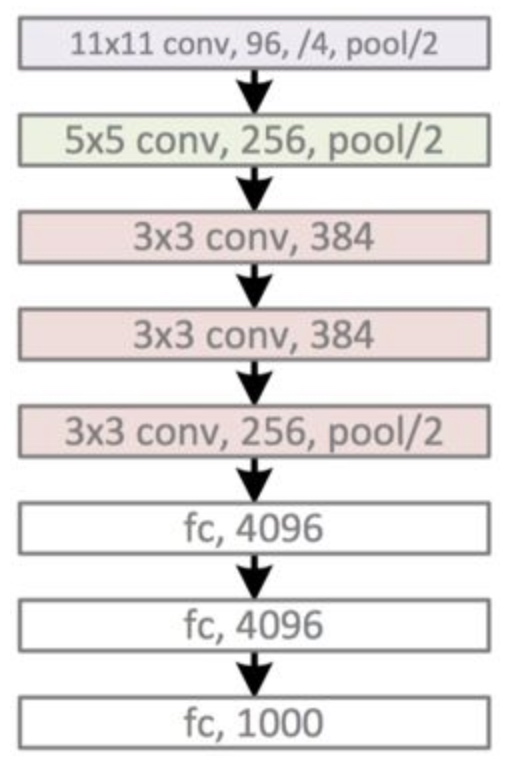 11x11 conv, 96, /4, pool/2
5x5 conv, 256, pool/2
3x3 conv, 384
3x3 conv, 384
3x3 conv, 256, pool/2
fc, 4096
fc, 4096
fc, 1000